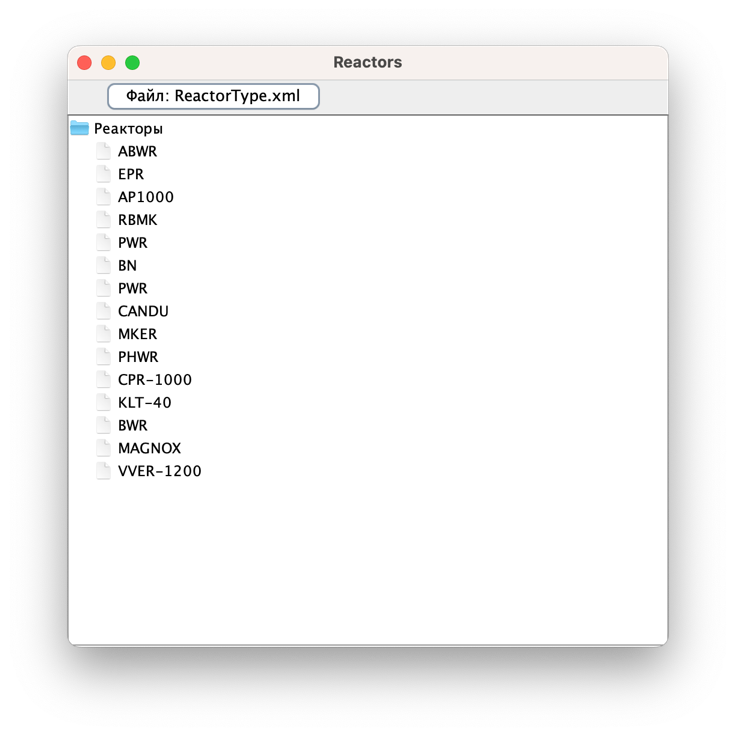 Reactors
Файл: ReactorType.xml
Реакторы
ABWR
EPR
AP1000
RBMK
PWR
BN
PWR
CANDU
MKER
PHWR
CPR-1000
KLT-40
BWR
MAGNOX
VVER-1200